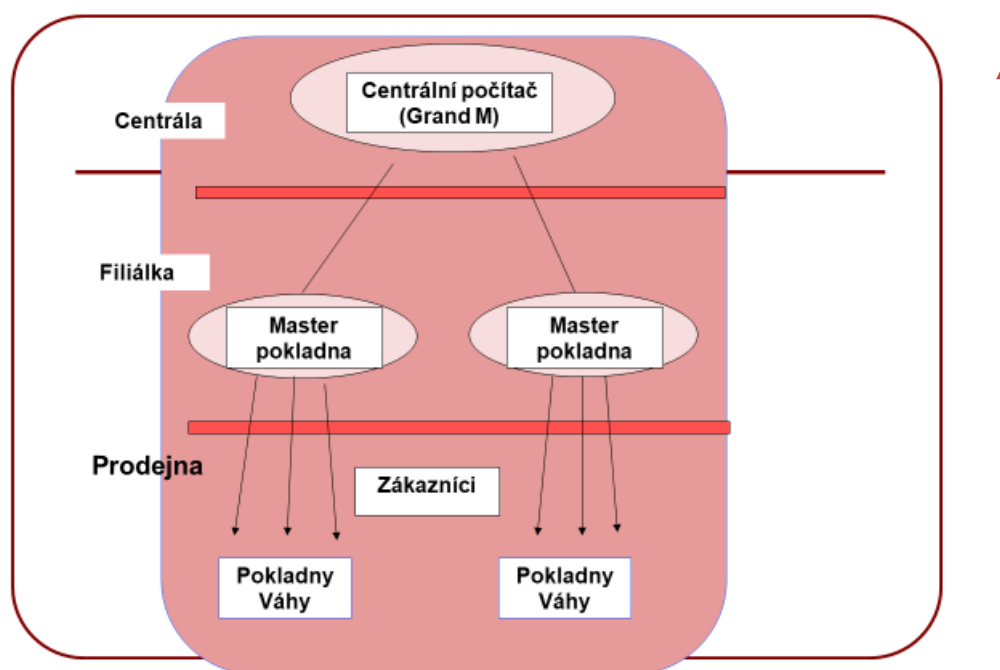 Centrální počítač
(Grand M)
Centrála
Filiálka
Master
pokladna
Master
pokladna
Prodejna
Zákazníci
Pokladny
Váhy
Pokladny
Váhy